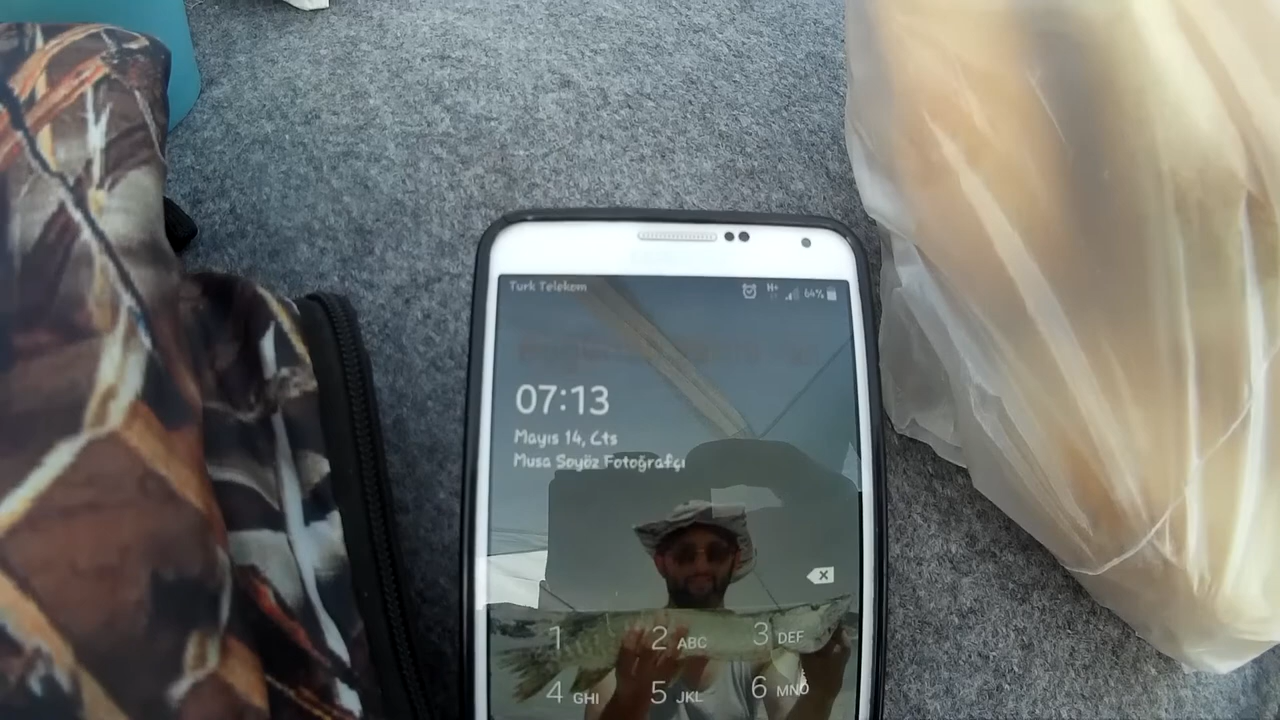 Turk Telekom H+ 64%
07:13
Mayıs 14, Cts
Musa Soyöz Fotoğrafçı
1 2 ABC 3 DEF
4 GHI 5 JKL 6 MNO